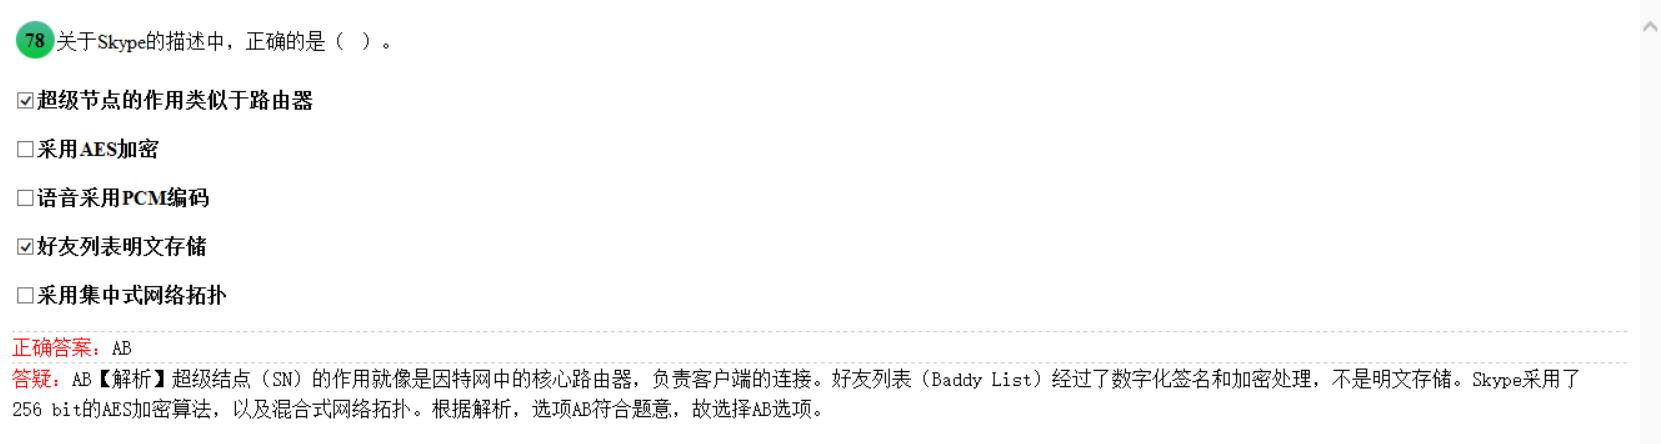 78 关于Skype的描述中，正确的是（ ）。
超级节点的作用类似于路由器
采用AES加密
语音采用PCM编码
好友列表明文存储
采用集中式网络拓扑
正确答案：AB
答疑：AB【解析】超级结点（SN）的作用就像是因特网中的核心路由器，负责客户端的连接。好友列表（Baddy List）经过了数字化签名和加密处理，不是明文存储。Skype采用了
256 bit的AES加密算法，以及混合式网络拓扑。根据解析，选项AB符合题意，故选择AB选项。